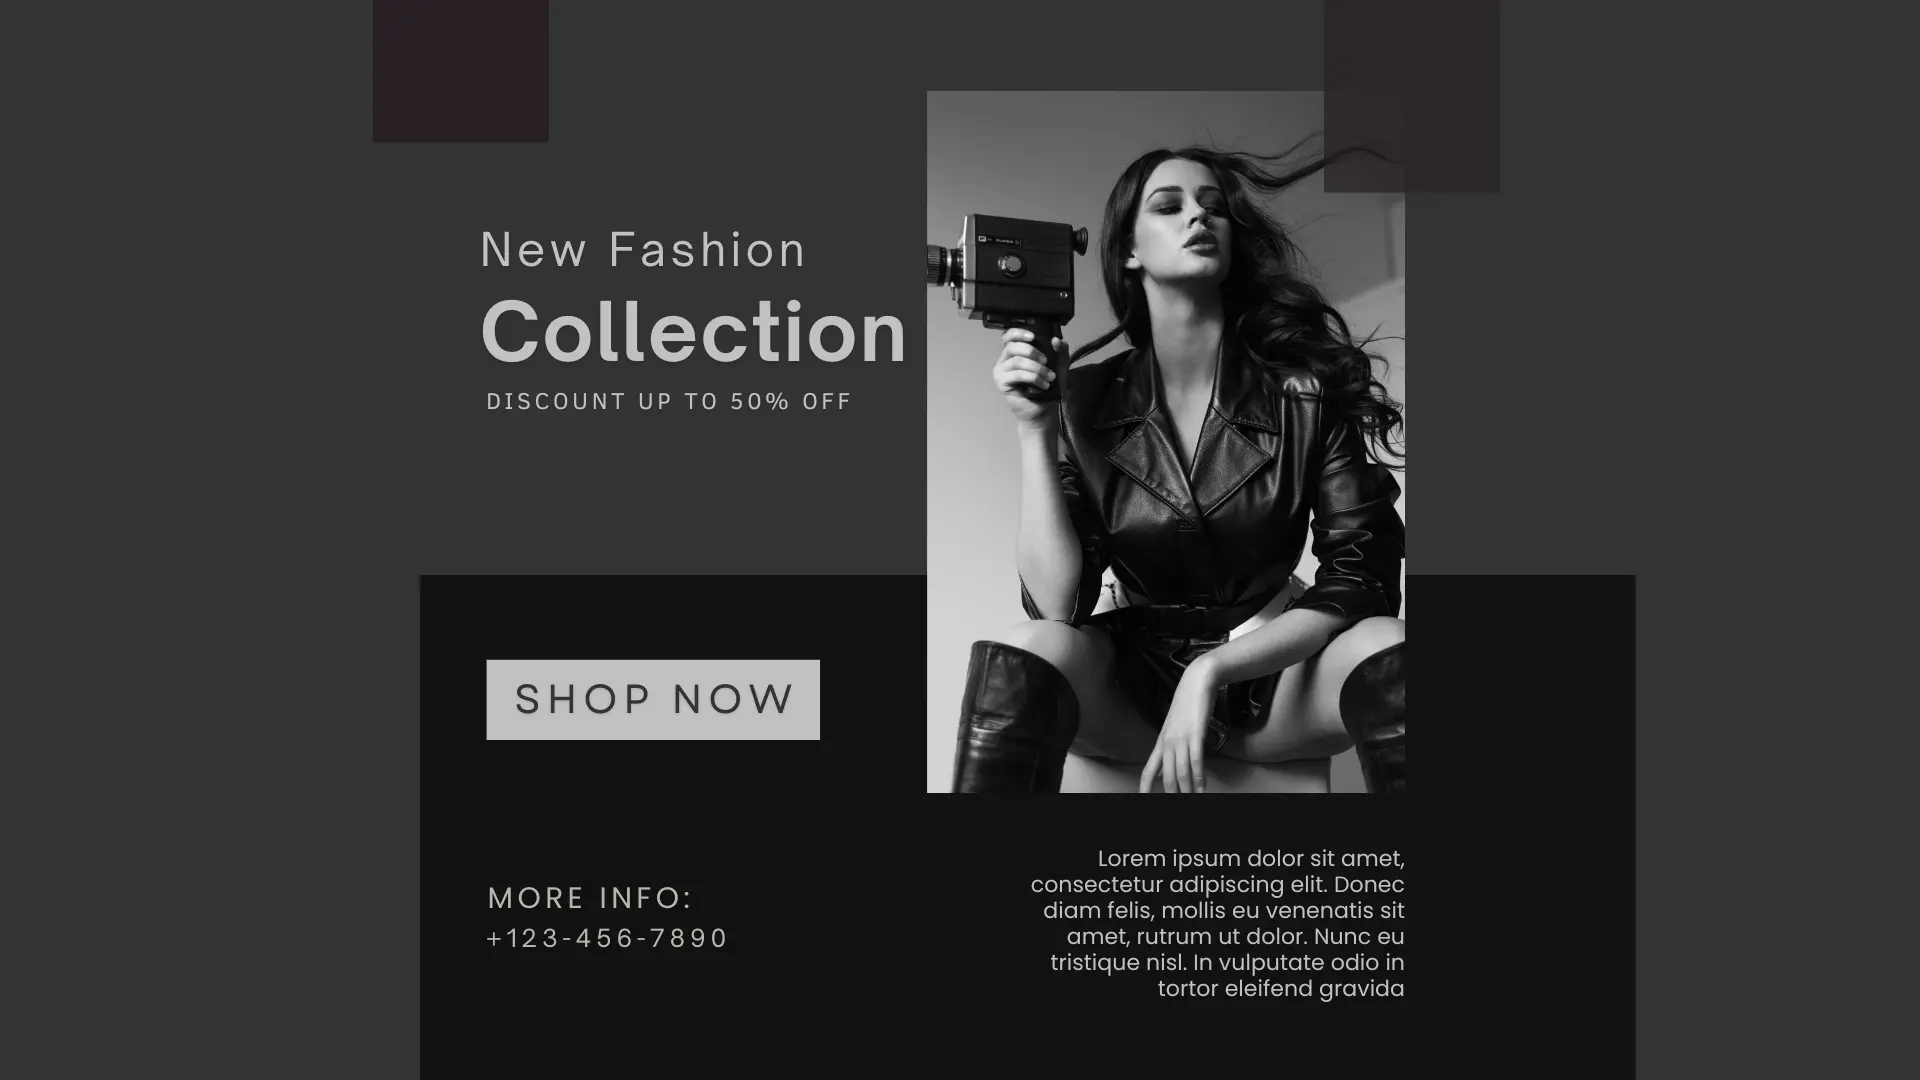 New Fashion
Collection
DISCOUNT UP TO 50% OFF
SHOP NOW
MORE INFO:
+123-456-7890
Lorem ipsum dolor sit amet,
consectetur adipiscing elit. Donec
diam felis, mollis eu venenatis sit
amet, rutrum ut dolor. Nunc eu
tristique nisl. In vulputate odio in
tortor eleifend gravida